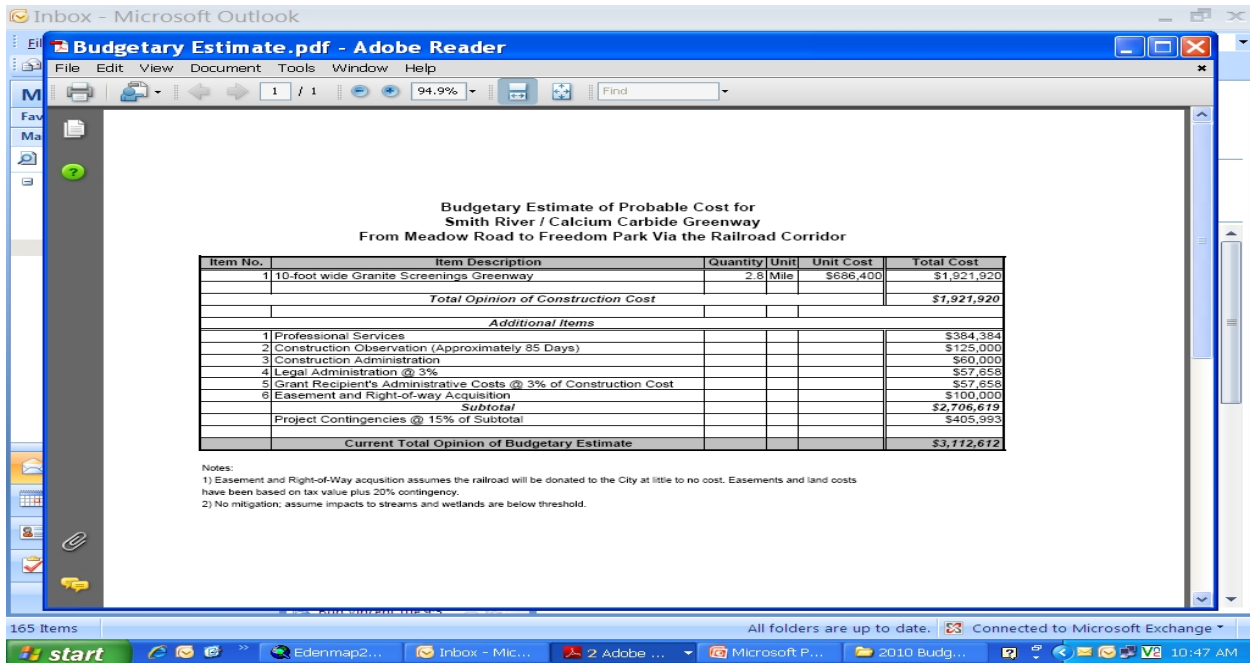 Inbox - Microsoft Outlook
Budgetary Estimate.pdf - Adobe Reader
File Edit View Document Tools Window Help
1 / 1 94.9% Find
Fav
Ma
Budgetary Estimate of Probable Cost for
Smith River / Calcium Carbide Greenway
From Meadow Road to Freedom Park Via the Railroad Corridor
Item No. Item Description Quantity Unit Unit Cost Total Cost
1 10-foot wide Granite Screenings Greenway 2.8 Mile $686,400 $1,921,920
Total Opinion of Construction Cost $1,921,920
Additional Items
1 Professional Services $384,384
2 Construction Observation (Approximately 85 Days) $125,000
3 Construction Administration $60,000
4 Legal Administration @ 3% $57,658
5 Grant Recipient's Administrative Costs @ 3% of Construction Cost $57,658
6 Easement and Right-of-way Acquisition $100,000
Subtotal $2,706,619
Project Contingencies @ 15% of Subtotal $405,993
Current Total Opinion of Budgetary Estimate $3,112,612
Notes:
1) Easement and Right-of-Way acqusition assumes the railroad will be donated to the City at little to no cost. Easements and land costs
have been based on tax value plus 20% contingency.
2) No mitigation; assume impacts to streams and wetlands are below threshold.
165 Items All folders are up to date. Connected to Microsoft Exchange
start Edenmap2... Inbox - Mic... 2 Adobe ... Microsoft P... 2010 Budg... 10:47 AM